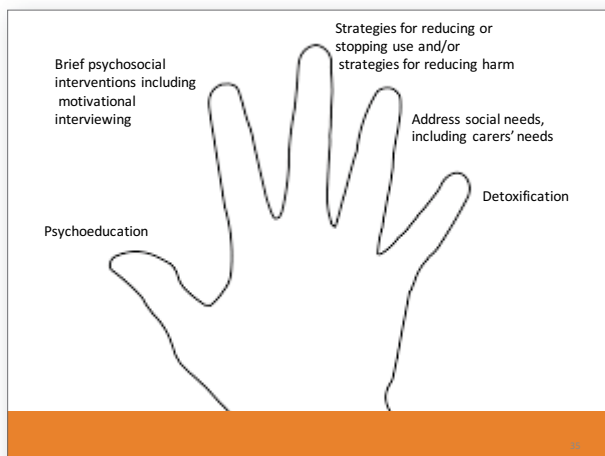 Psychoeducation
Brief psychosocial
interventions including
motivational
interviewing
Strategies for reducing or
stopping use and/or
strategies for reducing harm
Address social needs,
including carers’ needs
Detoxification
35